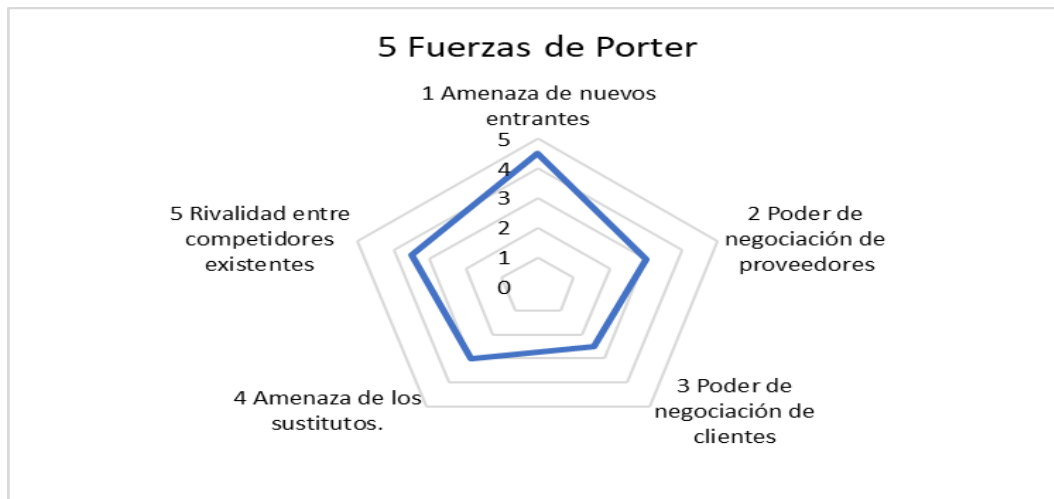 5 Fuerzas de Porter
1 Amenaza de nuevos
entrantes
5
4
3
2
1
0
2 Poder de
negociación de
proveedores
3 Poder de
negociación de
clientes
4 Amenaza de los
sustitutos.
5 Rivalidad entre
competidores
existentes